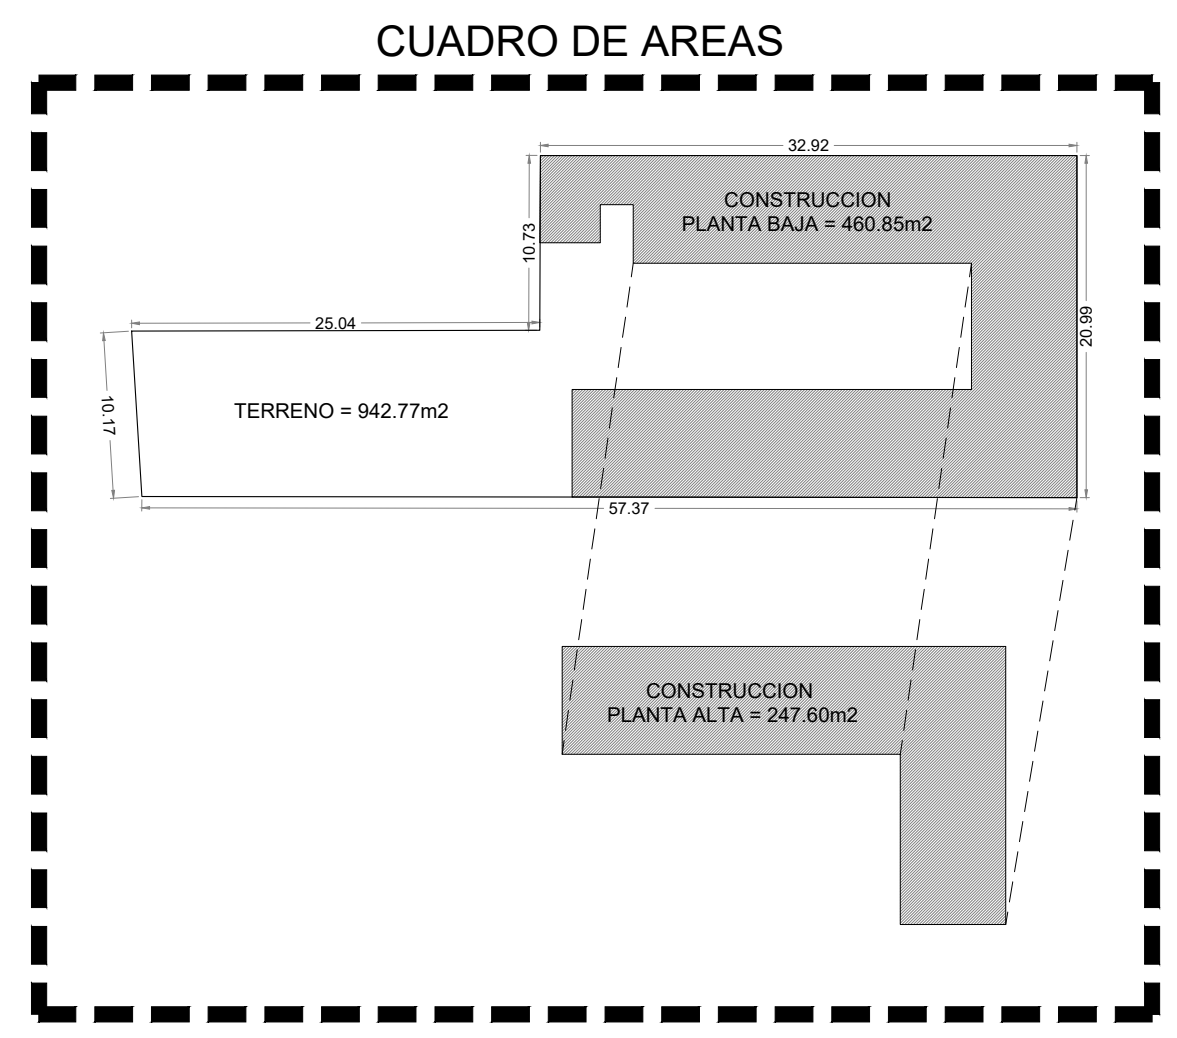 CUADRO DE AREAS
32.92
CONSTRUCCION
PLANTA BAJA = 460.85m2
10.73
25.04
20.99
10.17
TERRENO = 942.77m2
57.37
CONSTRUCCION
PLANTA ALTA = 247.60m2